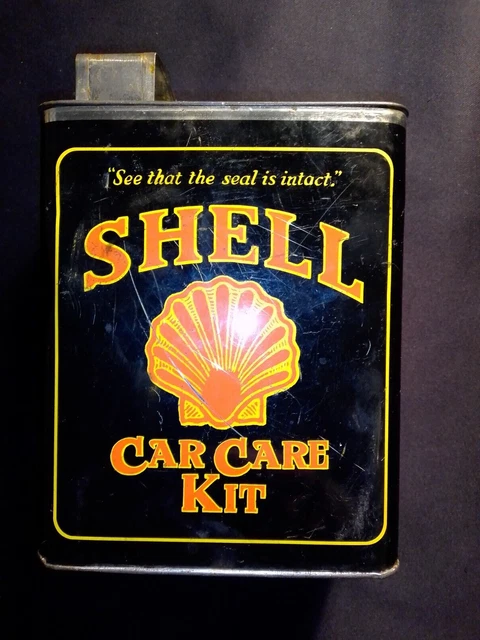 "See that the seal is intact."
SHELL
CAR CARE
KIT